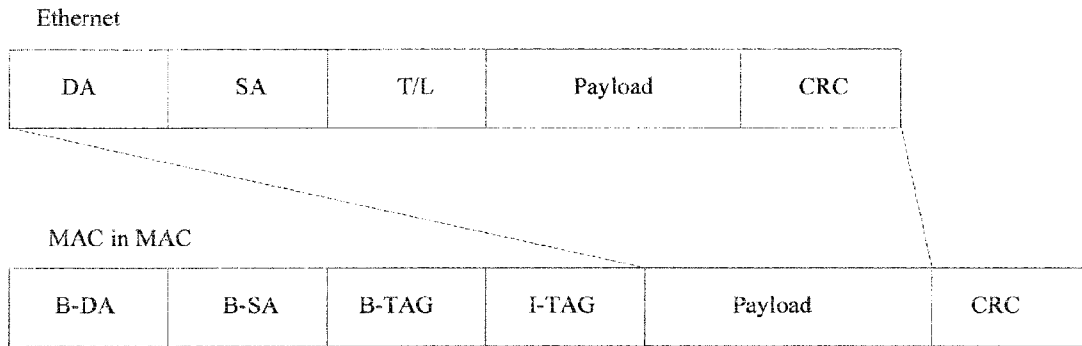 Ethernet
DA SA T/L Payload CRC
MAC in MAC
B-DA B-SA B-TAG I-TAG Payload CRC